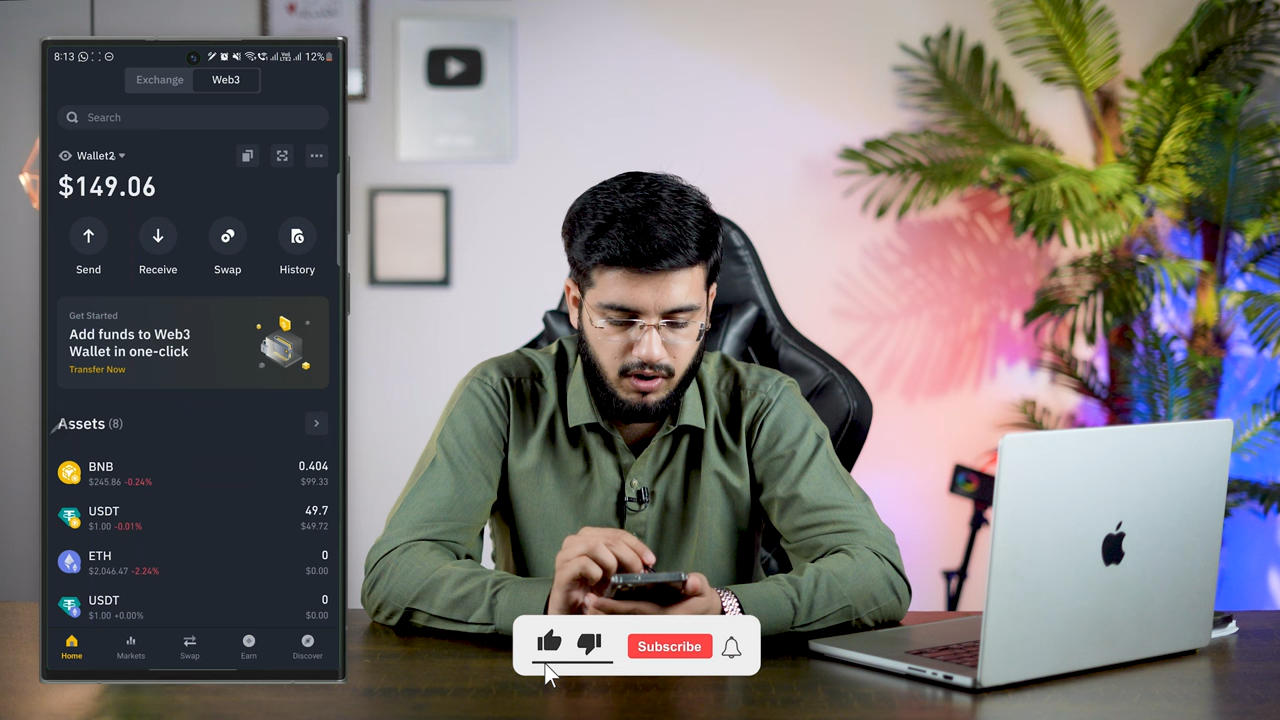 8:13
12%
Exchange
Web3
Search
Wallet2
$149.06
Send
Receive
Swap
History
Get Started
Add funds to Web3
Wallet in one-click
Transfer Now
Assets (8)
BNB
0.404
$245.86 -0.24%
$99.33
USDT
49.7
$1.00 -0.01%
$49.72
ETH
0
$2,046.47 -2.24%
$0.00
USDT
0
$1.00 +0.00%
$0.00
Home
Markets
Swap
Earn
Discover
Subscribe